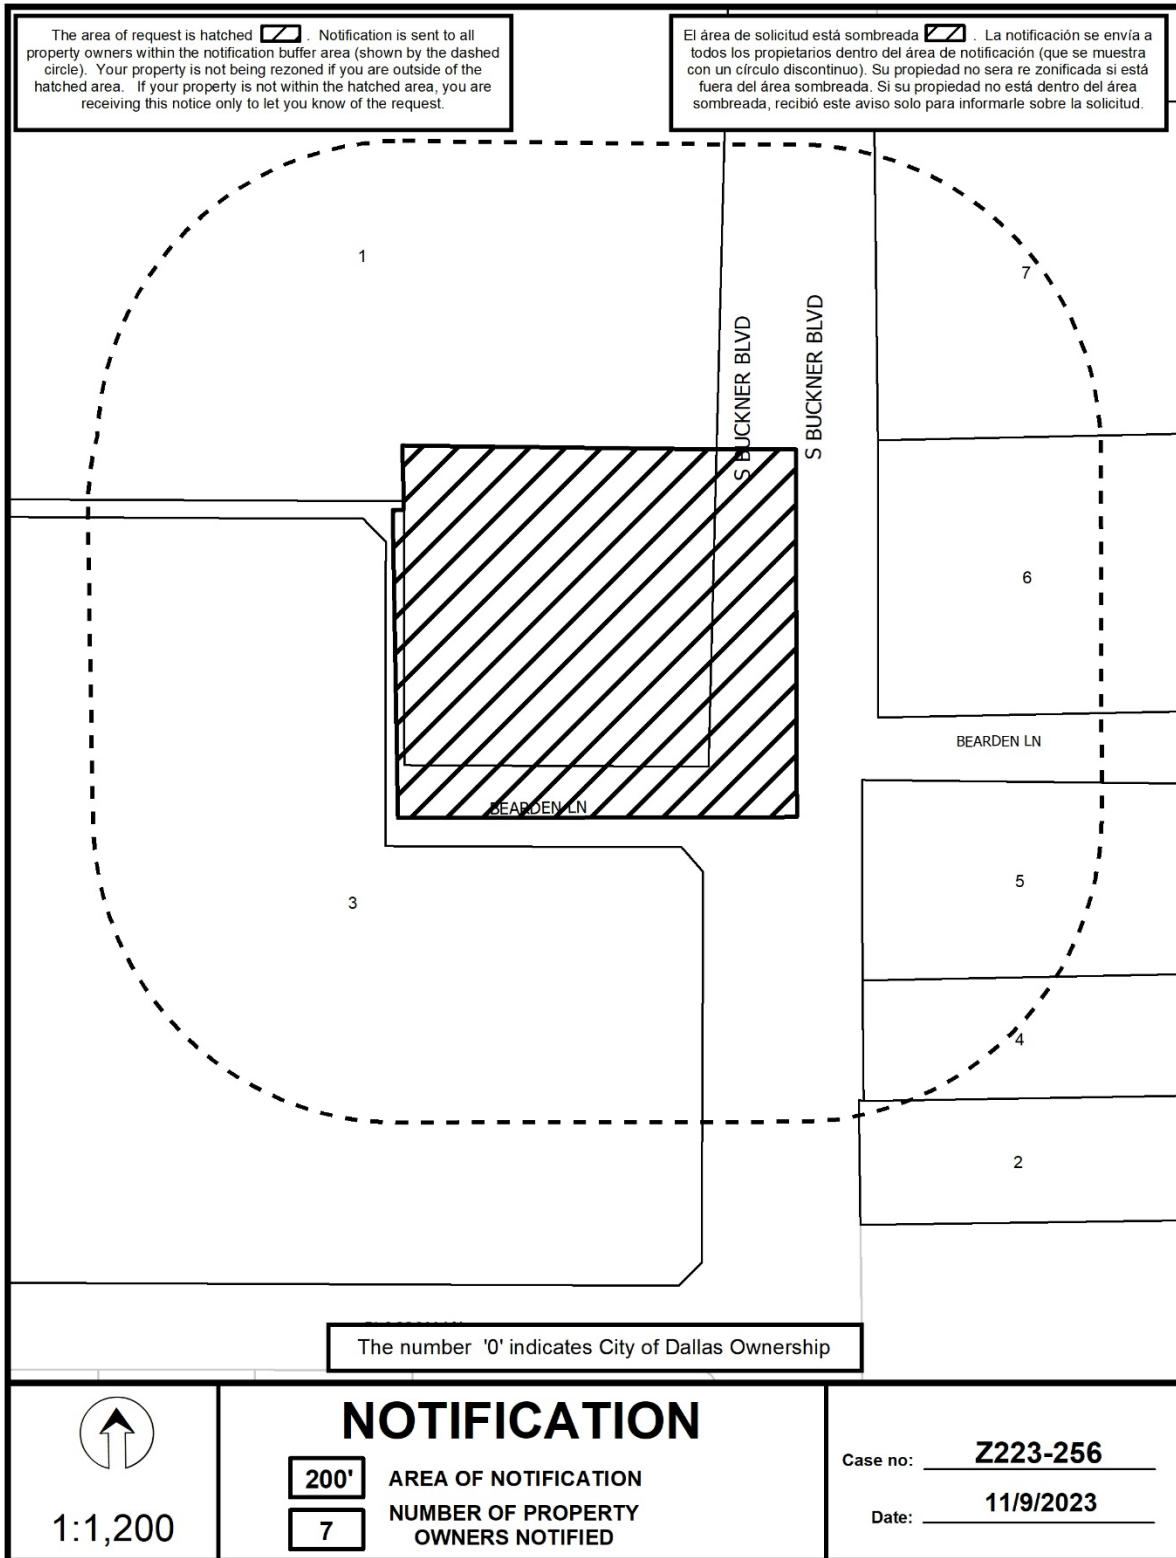 The area of request is hatched . Notification is sent to all
property owners within the notification buffer area (shown by the dashed
circle). Your property is not being rezoned if you are outside of the
hatched area. If your property is not within the hatched area, you are
receiving this notice only to let you know of the request.
El área de solicitud está sombreada . La notificación se envía a
todos los propietarios dentro del área de notificación (que se muestra
con un círculo discontinuo). Su propiedad no sera re zonificada si está
fuera del área sombreada. Si su propiedad no está dentro del área
sombreada, recibió este aviso solo para informarle sobre la solicitud.
1
7
S BUCKNER BLVD
S BUCKNER BLVD
6
BEARDEN LN
BEARDEN LN
5
3
4
2
The number '0' indicates City of Dallas Ownership
1:1,200
NOTIFICATION
200'
AREA OF NOTIFICATION
7
NUMBER OF PROPERTY
OWNERS NOTIFIED
Case no: Z223-256
Date: 11/9/2023